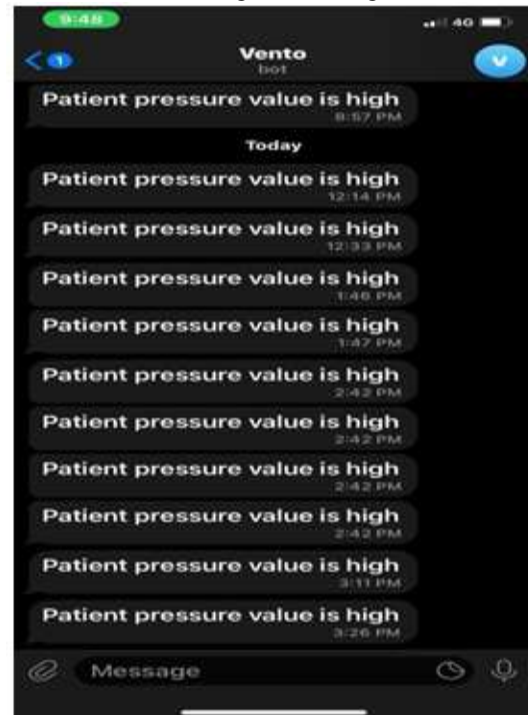 9:48
4G
1
Vento
bot
V
Patient pressure value is high
8:57 PM
Today
Patient pressure value is high
12:14 PM
Patient pressure value is high
12:33 PM
Patient pressure value is high
1:46 PM
Patient pressure value is high
1:47 PM
Patient pressure value is high
2:42 PM
Patient pressure value is high
2:42 PM
Patient pressure value is high
2:42 PM
Patient pressure value is high
2:42 PM
Patient pressure value is high
3:11 PM
Patient pressure value is high
3:26 PM
Message